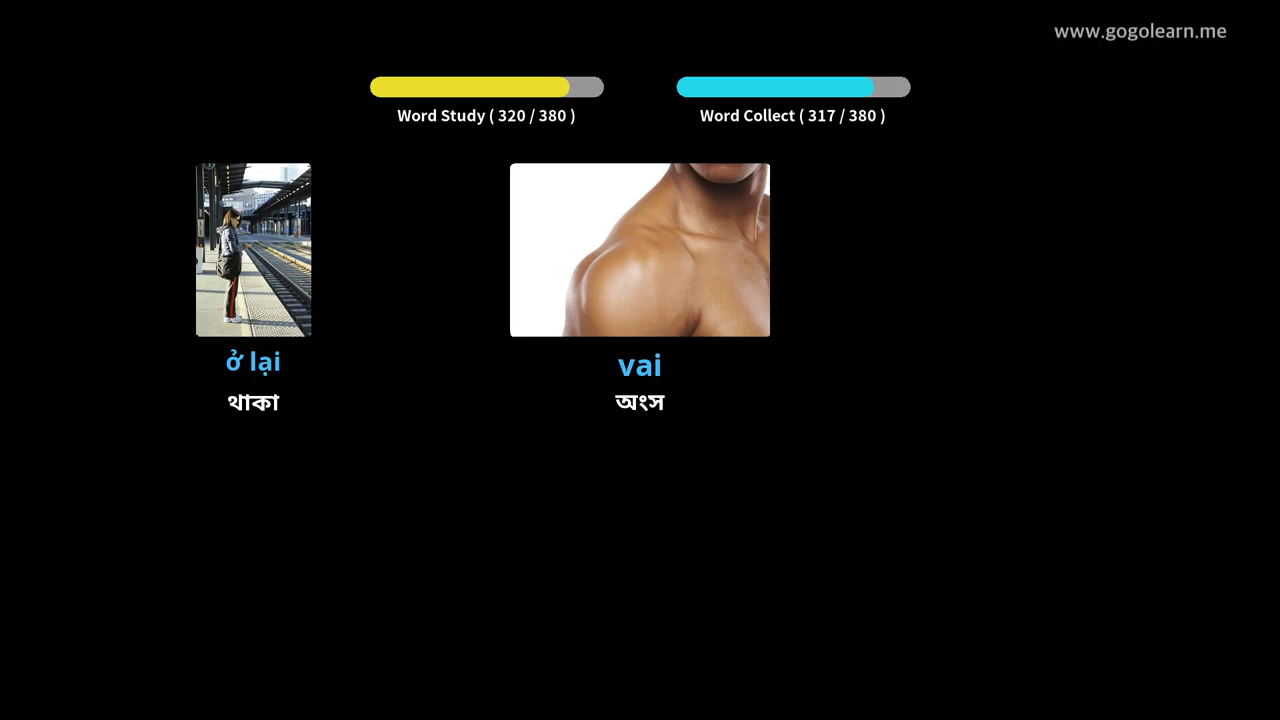 www.gogolearn.me
Word Study ( 320 / 380 )
Word Collect ( 317 / 380 )
ở lại
থাকা
vai
অংস